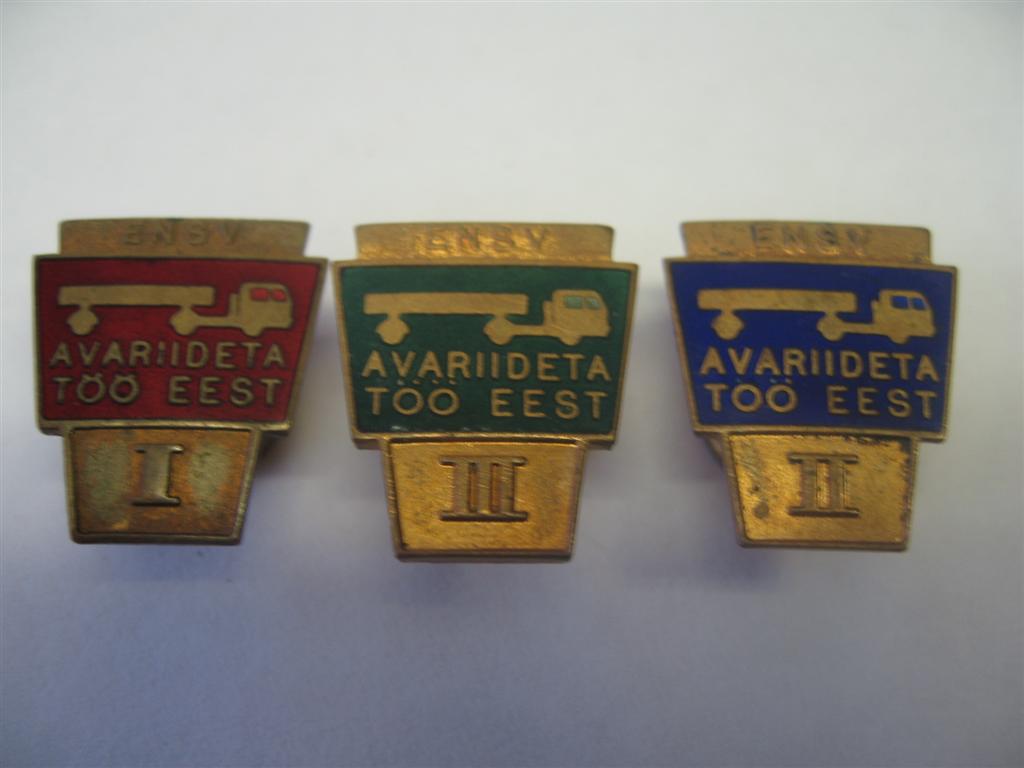 ENSV
AVARIIDETA
TÖÖ EEST
I
ENSV
AVARIIDETA
TÖÖ EEST
III
ENSV
AVARIIDETA
TÖÖ EEST
II